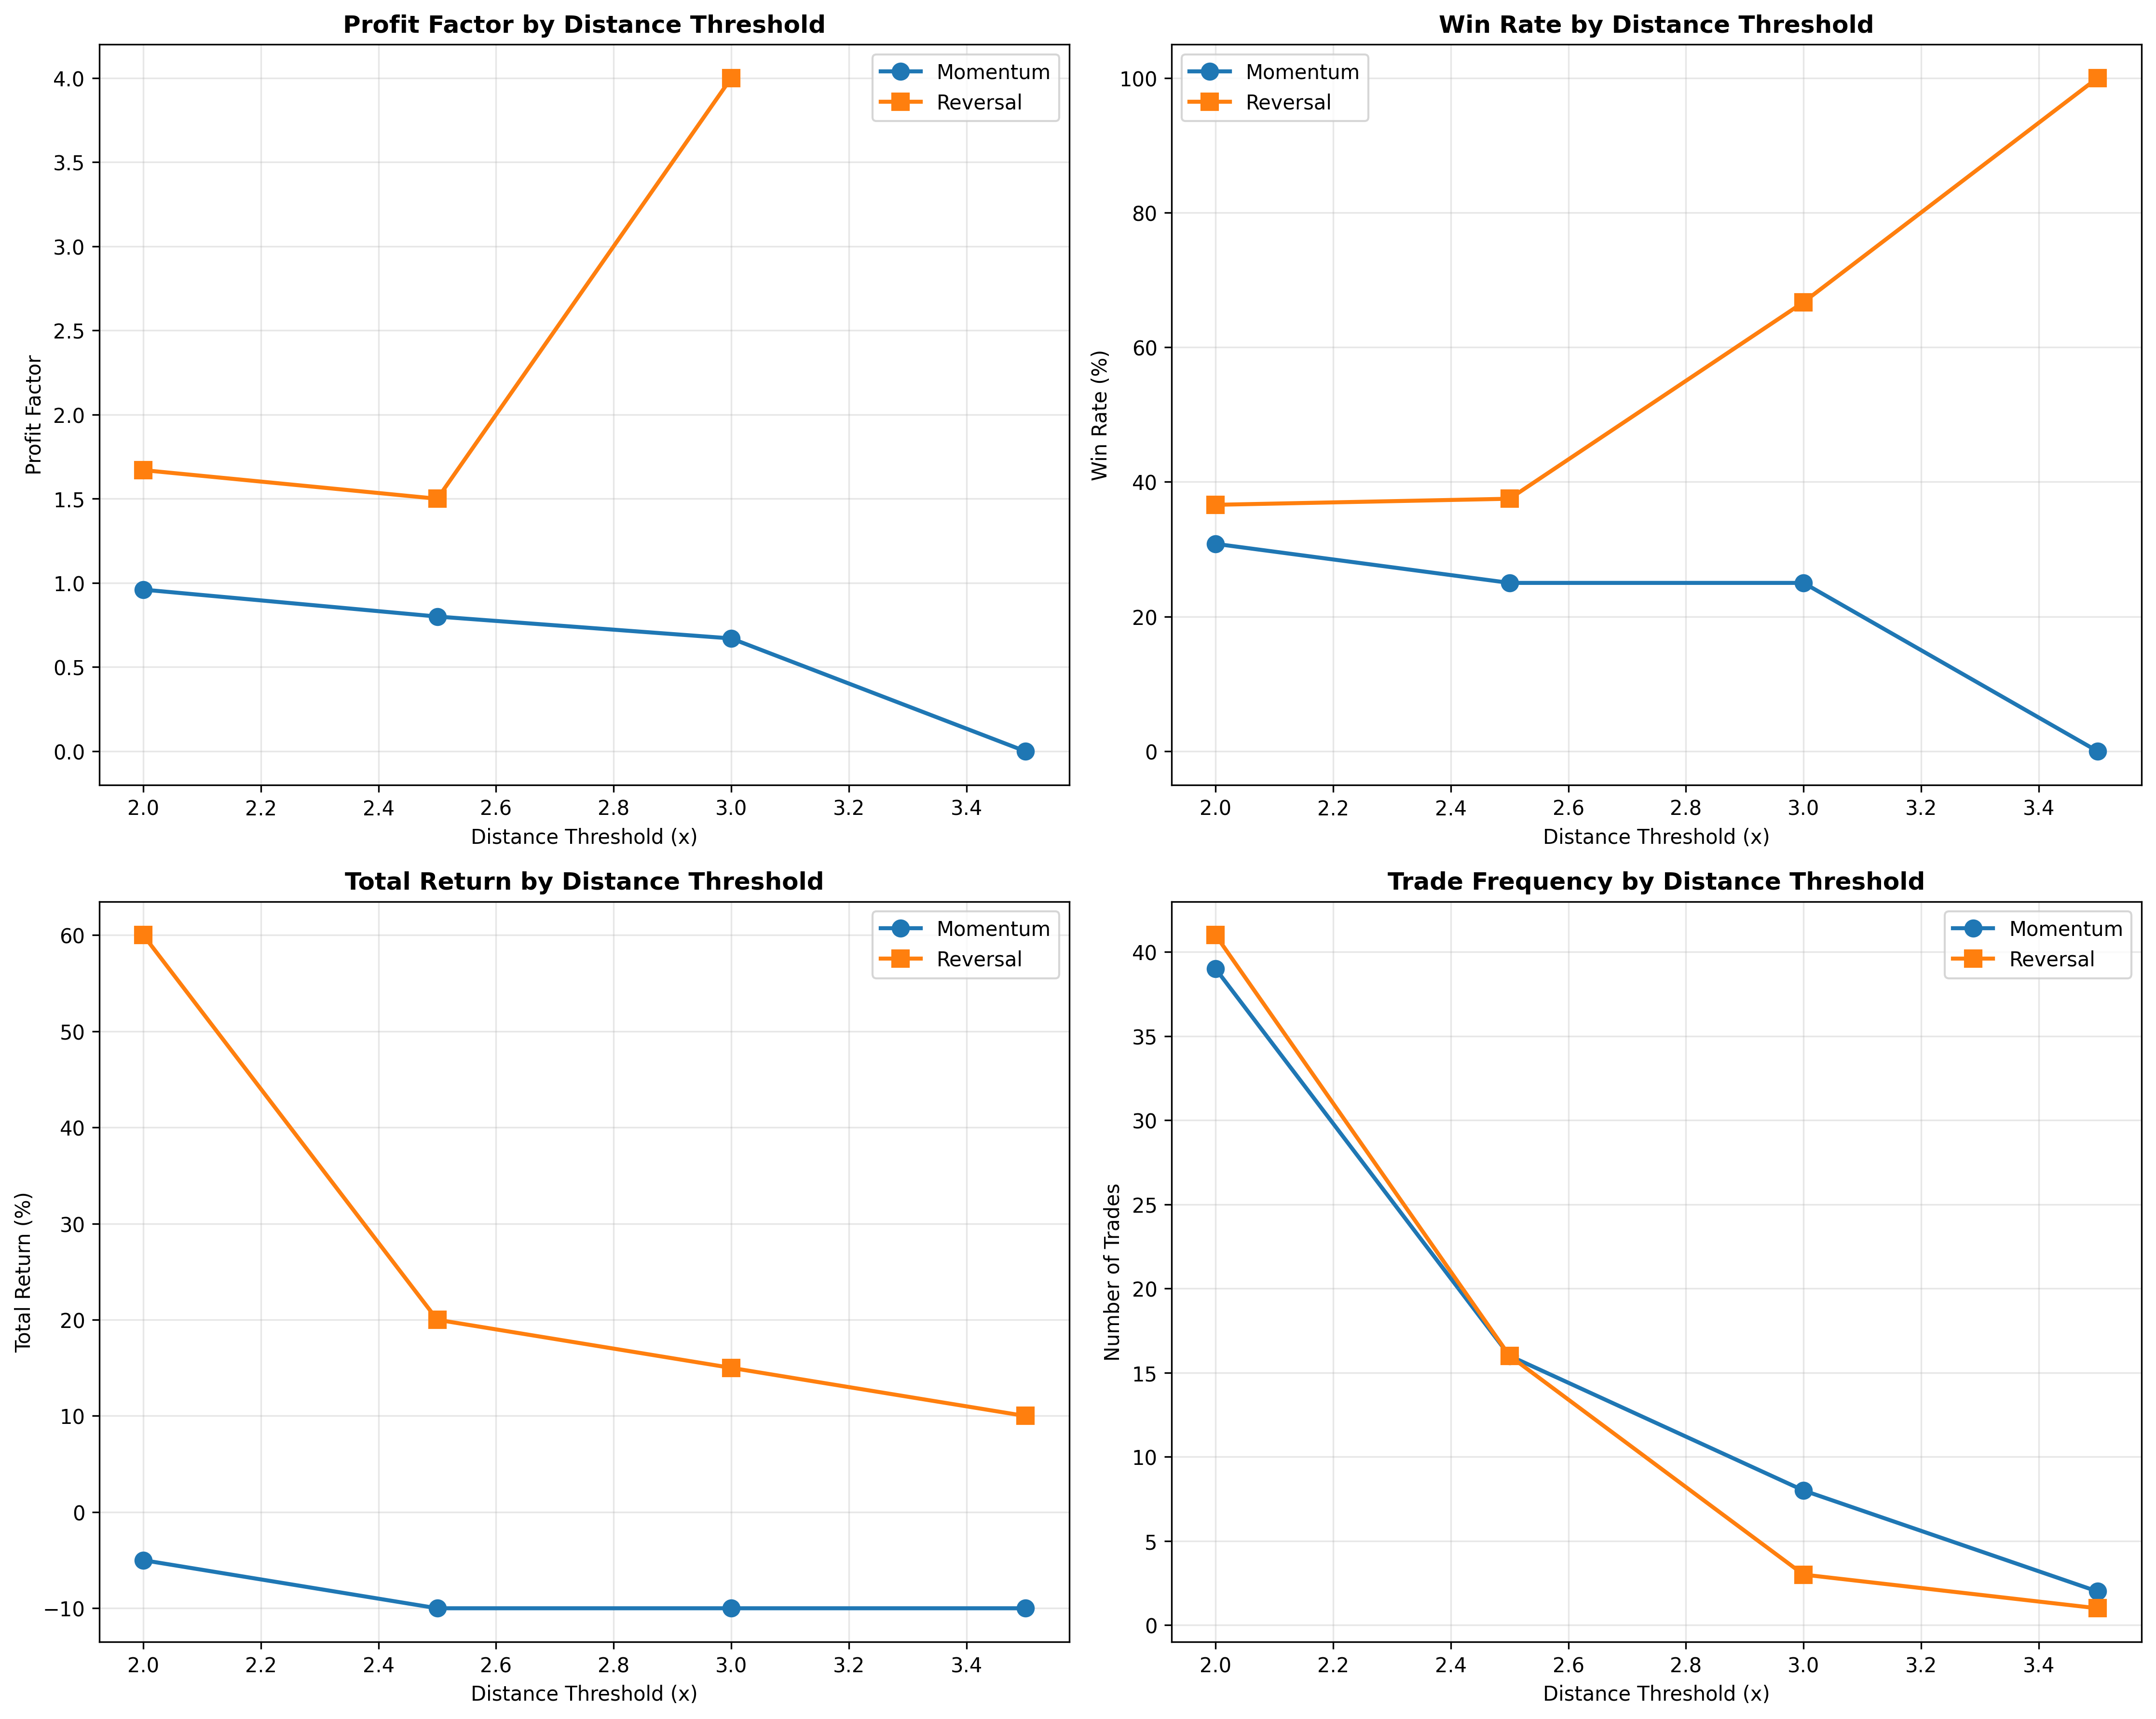 Profit Factor by Distance Threshold
Momentum
Reversal
4.0
3.5
3.0
2.5
2.0
1.5
1.0
0.5
0.0
Profit Factor
2.0 2.2 2.4 2.6 2.8 3.0 3.2 3.4
Distance Threshold (x)
Win Rate by Distance Threshold
Momentum
Reversal
100
80
60
40
20
0
Win Rate (%)
2.0 2.2 2.4 2.6 2.8 3.0 3.2 3.4
Distance Threshold (x)
Total Return by Distance Threshold
Momentum
Reversal
60
50
40
30
20
10
0
−10
Total Return (%)
2.0 2.2 2.4 2.6 2.8 3.0 3.2 3.4
Distance Threshold (x)
Trade Frequency by Distance Threshold
Momentum
Reversal
40
35
30
25
20
15
10
5
0
Number of Trades
2.0 2.2 2.4 2.6 2.8 3.0 3.2 3.4
Distance Threshold (x)